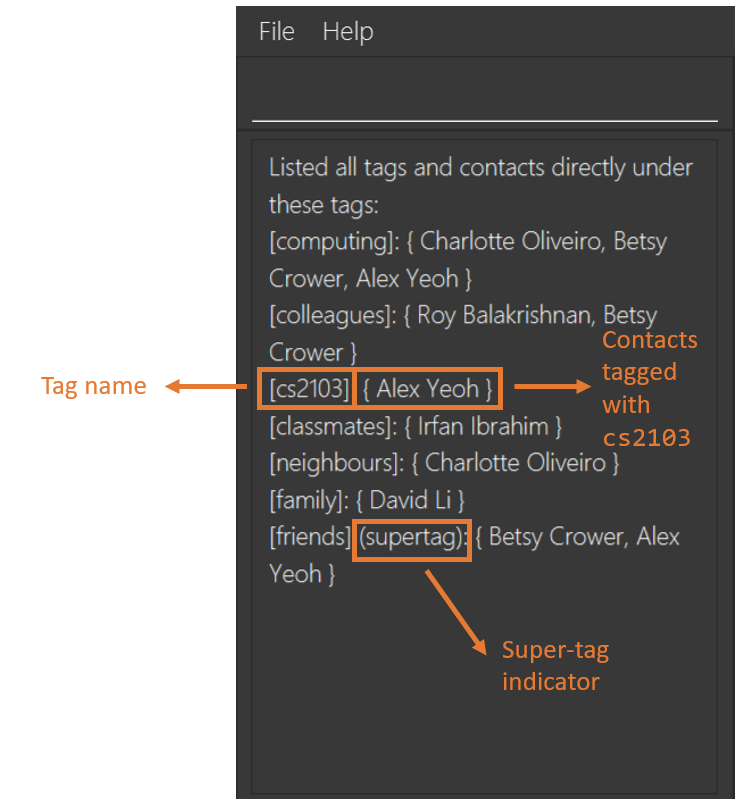 File Help
Listed all tags and contacts directly under
these tags:
[computing]: { Charlotte Oliveiro, Betsy
Crower, Alex Yeoh }
[colleagues]: { Roy Balakrishnan, Betsy
Crower }
[cs2103] { Alex Yeoh }
[classmates]: { Irfan Ibrahim }
[neighbours]: { Charlotte Oliveiro }
[family]: { David Li }
[friends] (supertag): { Betsy Crower, Alex
Yeoh }
Tag name
Contacts
tagged
with
cs2103
Super-tag
indicator